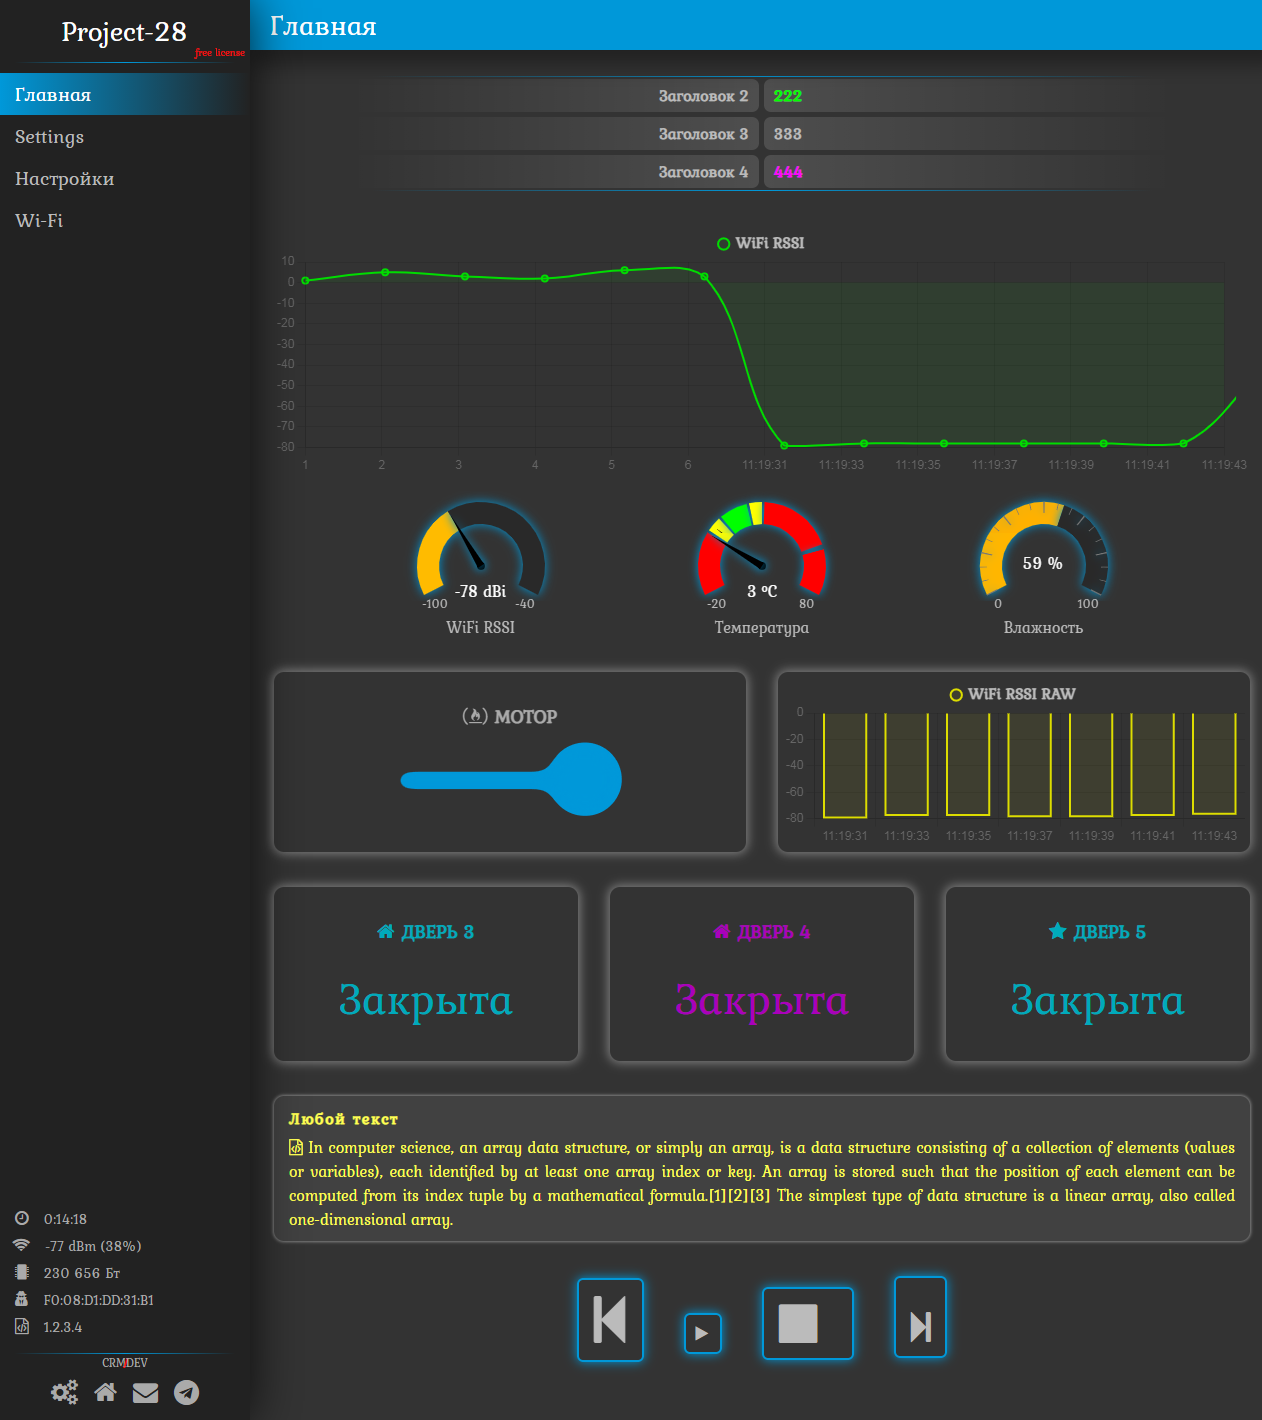 Project-28
free license
Главная
Settings
Настройки
Wi-Fi
0:14:18
-77 dBm (38%)
230 656 Бт
F0:08:D1:DD:31:B1
1.2.3.4
CRM|DEV
Главная
Заголовок 2 222
Заголовок 3 333
Заголовок 4 444
WiFi RSSI
10
0
-10
-20
-30
-40
-50
-60
-70
-80
1 2 3 4 5 6 11:19:31 11:19:33 11:19:35 11:19:37 11:19:39 11:19:41 11:19:43
-78 dBi
-100 -40
WiFi RSSI
3 ºC
-20 80
Температура
59 %
0 100
Влажность
МОТОР
WiFi RSSI RAW
0
-20
-40
-60
-80
11:19:31 11:19:33 11:19:35 11:19:37 11:19:39 11:19:41 11:19:43
ДВЕРЬ 3
Закрыта
ДВЕРЬ 4
Закрыта
ДВЕРЬ 5
Закрыта
Любой текст
In computer science, an array data structure, or simply an array, is a data structure consisting of a collection of elements (values
or variables), each identified by at least one array index or key. An array is stored such that the position of each element can be
computed from its index tuple by a mathematical formula.[1][2][3] The simplest type of data structure is a linear array, also called
one-dimensional array.